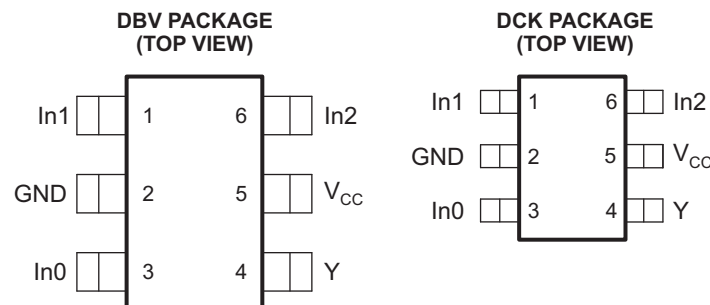 DBV PACKAGE
(TOP VIEW)
In1 1 6 In2
GND 2 5 VCC
In0 3 4 Y
DCK PACKAGE
(TOP VIEW)
In1 1 6 In2
GND 2 5 VCC
In0 3 4 Y